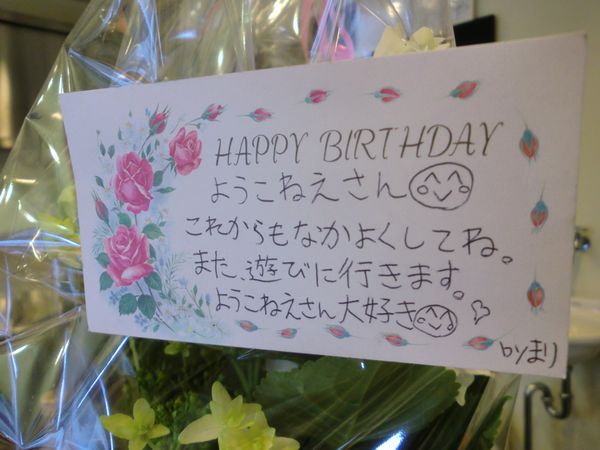 HAPPY BIRTHDAY
ようこねえさん
これからもなかよくしてね。
また、遊びに行きます。
ようこねえさん大好き
byまり